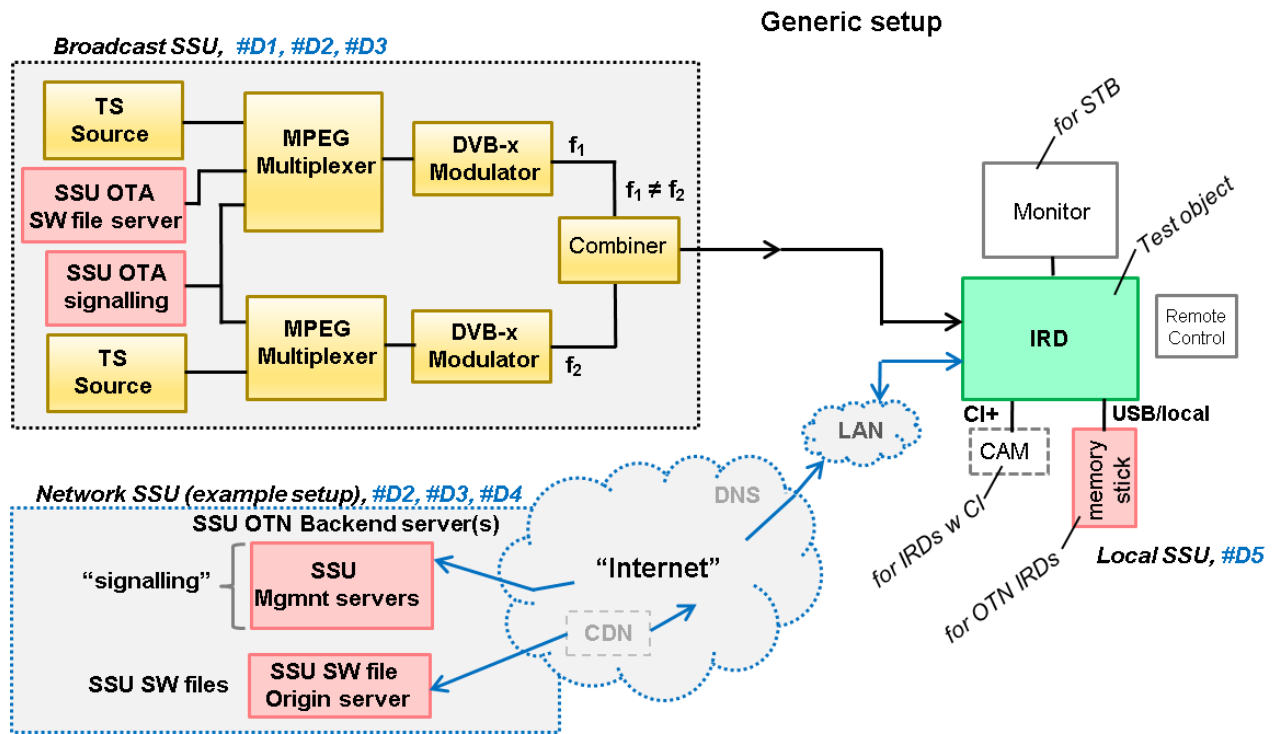 Generic setup
Broadcast SSU, #D1, #D2, #D3
TS
Source
SSU OTA
SW file server
SSU OTA
signalling
TS
Source
MPEG
Multiplexer
MPEG
Multiplexer
DVB-x
Modulator
DVB-x
Modulator
f₁
f₁ ≠ f₂
f₂
Combiner
for STB
Monitor
Test object
IRD
Remote
Control
CI+
USB/local
CAM
memory
stick
for IRDs w CI
for OTN IRDs
Local SSU, #D5
LAN
DNS
"Internet"
CDN
Network SSU (example setup), #D2, #D3, #D4
SSU OTN Backend server(s)
"signalling"
SSU
Mgmnt servers
SSU SW files
SSU SW file
Origin server